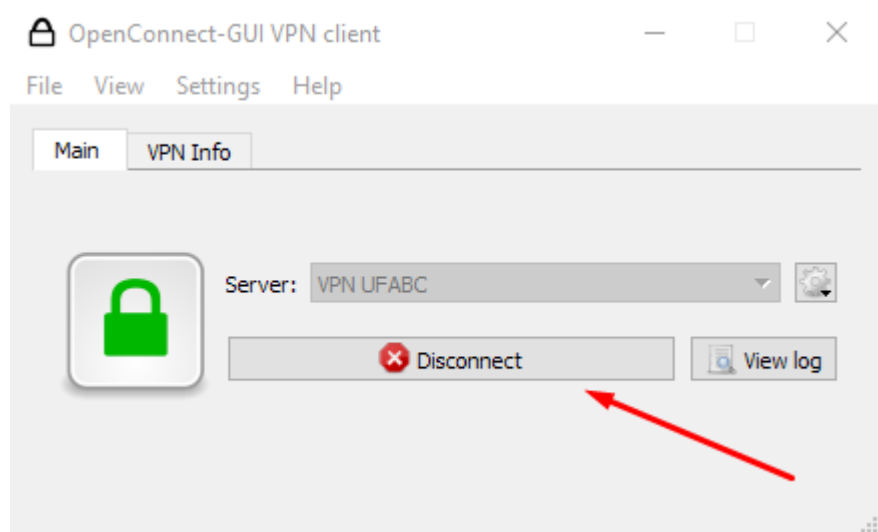 OpenConnect-GUI VPN client
File View Settings Help
Main VPN Info
Server: VPN UFABC
Disconnect View log